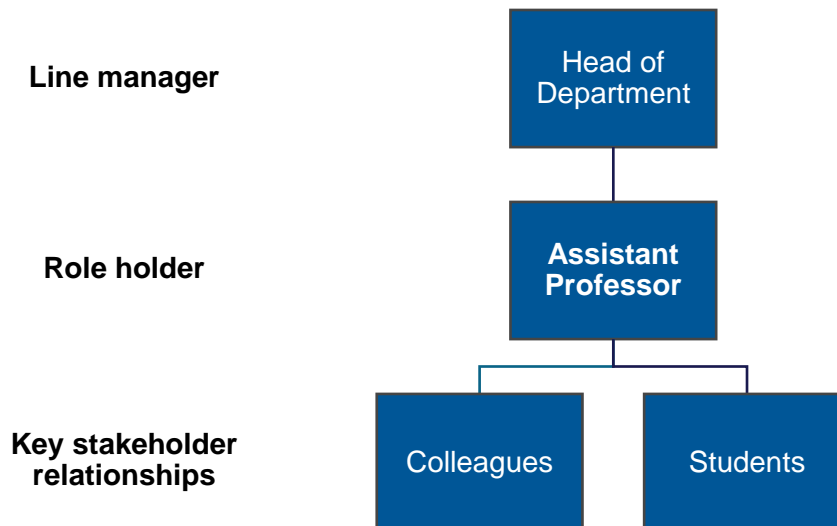 Line manager
Head of
Department
Role holder
Assistant
Professor
Key stakeholder
relationships
Colleagues
Students